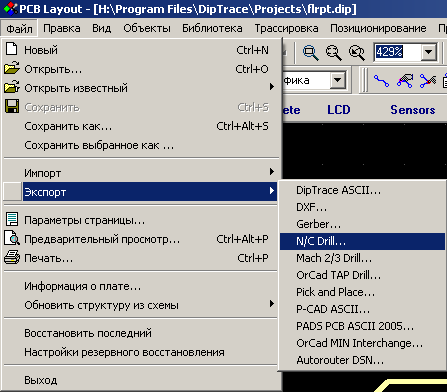 PCB Layout - [H:\Program Files\DipTrace\Projects\flrpt.dip]
Файл Правка Вид Объекты Библиотека Трассировка Позиционирование
Новый Ctrl+N
429%
Открыть... Ctrl+O
Открыть известный
фика
Сохранить Ctrl+S
ete LCD Sensors
Сохранить как... Ctrl+Alt+S
Сохранить выбранное как ...
Импорт
Экспорт
DipTrace ASCII...
DXF...
Параметры страницы...
Gerber...
Предварительный просмотр... Ctrl+Alt+P
N/C Drill...
Печать... Ctrl+P
Mach 2/3 Drill...
OrCad TAP Drill...
Информация о плате...
Pick and Place...
Обновить структуру из схемы
P-CAD ASCII...
PADS PCB ASCII 2005...
Восстановить последний
OrCad MIN Interchange...
Настройки резервного восстановления
Autorouter DSN...
Выход